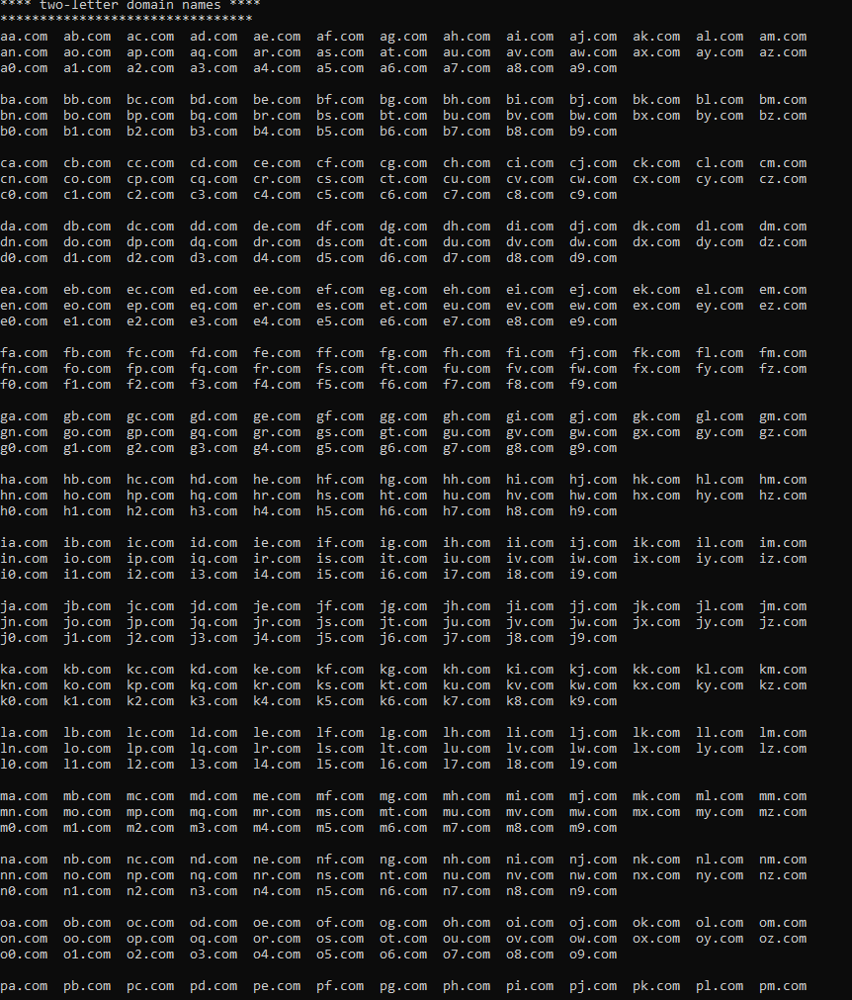 **** two-letter domain names ****
********************************
aa.com  ab.com  ac.com  ad.com  ae.com  af.com  ag.com  ah.com  ai.com  aj.com  ak.com  al.com  am.com
an.com  ao.com  ap.com  aq.com  ar.com  as.com  at.com  au.com  av.com  aw.com  ax.com  ay.com  az.com
a0.com  a1.com  a2.com  a3.com  a4.com  a5.com  a6.com  a7.com  a8.com  a9.com
ba.com  bb.com  bc.com  bd.com  be.com  bf.com  bg.com  bh.com  bi.com  bj.com  bk.com  bl.com  bm.com
bn.com  bo.com  bp.com  bq.com  br.com  bs.com  bt.com  bu.com  bv.com  bw.com  bx.com  by.com  bz.com
b0.com  b1.com  b2.com  b3.com  b4.com  b5.com  b6.com  b7.com  b8.com  b9.com
ca.com  cb.com  cc.com  cd.com  ce.com  cf.com  cg.com  ch.com  ci.com  cj.com  ck.com  cl.com  cm.com
cn.com  co.com  cp.com  cq.com  cr.com  cs.com  ct.com  cu.com  cv.com  cw.com  cx.com  cy.com  cz.com
c0.com  c1.com  c2.com  c3.com  c4.com  c5.com  c6.com  c7.com  c8.com  c9.com
da.com  db.com  dc.com  dd.com  de.com  df.com  dg.com  dh.com  di.com  dj.com  dk.com  dl.com  dm.com
dn.com  do.com  dp.com  dq.com  dr.com  ds.com  dt.com  du.com  dv.com  dw.com  dx.com  dy.com  dz.com
d0.com  d1.com  d2.com  d3.com  d4.com  d5.com  d6.com  d7.com  d8.com  d9.com
ea.com  eb.com  ec.com  ed.com  ee.com  ef.com  eg.com  eh.com  ei.com  ej.com  ek.com  el.com  em.com
en.com  eo.com  ep.com  eq.com  er.com  es.com  et.com  eu.com  ev.com  ew.com  ex.com  ey.com  ez.com
e0.com  e1.com  e2.com  e3.com  e4.com  e5.com  e6.com  e7.com  e8.com  e9.com
fa.com  fb.com  fc.com  fd.com  fe.com  ff.com  fg.com  fh.com  fi.com  fj.com  fk.com  fl.com  fm.com
fn.com  fo.com  fp.com  fq.com  fr.com  fs.com  ft.com  fu.com  fv.com  fw.com  fx.com  fy.com  fz.com
f0.com  f1.com  f2.com  f3.com  f4.com  f5.com  f6.com  f7.com  f8.com  f9.com
ga.com  gb.com  gc.com  gd.com  ge.com  gf.com  gg.com  gh.com  gi.com  gj.com  gk.com  gl.com  gm.com
gn.com  go.com  gp.com  gq.com  gr.com  gs.com  gt.com  gu.com  gv.com  gw.com  gx.com  gy.com  gz.com
g0.com  g1.com  g2.com  g3.com  g4.com  g5.com  g6.com  g7.com  g8.com  g9.com
ha.com  hb.com  hc.com  hd.com  he.com  hf.com  hg.com  hh.com  hi.com  hj.com  hk.com  hl.com  hm.com
hn.com  ho.com  hp.com  hq.com  hr.com  hs.com  ht.com  hu.com  hv.com  hw.com  hx.com  hy.com  hz.com
h0.com  h1.com  h2.com  h3.com  h4.com  h5.com  h6.com  h7.com  h8.com  h9.com
ia.com  ib.com  ic.com  id.com  ie.com  if.com  ig.com  ih.com  ii.com  ij.com  ik.com  il.com  im.com
in.com  io.com  ip.com  iq.com  ir.com  is.com  it.com  iu.com  iv.com  iw.com  ix.com  iy.com  iz.com
i0.com  i1.com  i2.com  i3.com  i4.com  i5.com  i6.com  i7.com  i8.com  i9.com
ja.com  jb.com  jc.com  jd.com  je.com  jf.com  jg.com  jh.com  ji.com  jj.com  jk.com  jl.com  jm.com
jn.com  jo.com  jp.com  jq.com  jr.com  js.com  jt.com  ju.com  jv.com  jw.com  jx.com  jy.com  jz.com
j0.com  j1.com  j2.com  j3.com  j4.com  j5.com  j6.com  j7.com  j8.com  j9.com
ka.com  kb.com  kc.com  kd.com  ke.com  kf.com  kg.com  kh.com  ki.com  kj.com  kk.com  kl.com  km.com
kn.com  ko.com  kp.com  kq.com  kr.com  ks.com  kt.com  ku.com  kv.com  kw.com  kx.com  ky.com  kz.com
k0.com  k1.com  k2.com  k3.com  k4.com  k5.com  k6.com  k7.com  k8.com  k9.com
la.com  lb.com  lc.com  ld.com  le.com  lf.com  lg.com  lh.com  li.com  lj.com  lk.com  ll.com  lm.com
ln.com  lo.com  lp.com  lq.com  lr.com  ls.com  lt.com  lu.com  lv.com  lw.com  lx.com  ly.com  lz.com
l0.com  l1.com  l2.com  l3.com  l4.com  l5.com  l6.com  l7.com  l8.com  l9.com
ma.com  mb.com  mc.com  md.com  me.com  mf.com  mg.com  mh.com  mi.com  mj.com  mk.com  ml.com  mm.com
mn.com  mo.com  mp.com  mq.com  mr.com  ms.com  mt.com  mu.com  mv.com  mw.com  mx.com  my.com  mz.com
m0.com  m1.com  m2.com  m3.com  m4.com  m5.com  m6.com  m7.com  m8.com  m9.com
na.com  nb.com  nc.com  nd.com  ne.com  nf.com  ng.com  nh.com  ni.com  nj.com  nk.com  nl.com  nm.com
nn.com  no.com  np.com  nq.com  nr.com  ns.com  nt.com  nu.com  nv.com  nw.com  nx.com  ny.com  nz.com
n0.com  n1.com  n2.com  n3.com  n4.com  n5.com  n6.com  n7.com  n8.com  n9.com
oa.com  ob.com  oc.com  od.com  oe.com  of.com  og.com  oh.com  oi.com  oj.com  ok.com  ol.com  om.com
on.com  oo.com  op.com  oq.com  or.com  os.com  ot.com  ou.com  ov.com  ow.com  ox.com  oy.com  oz.com
o0.com  o1.com  o2.com  o3.com  o4.com  o5.com  o6.com  o7.com  o8.com  o9.com
pa.com  pb.com  pc.com  pd.com  pe.com  pf.com  pg.com  ph.com  pi.com  pj.com  pk.com  pl.com  pm.com